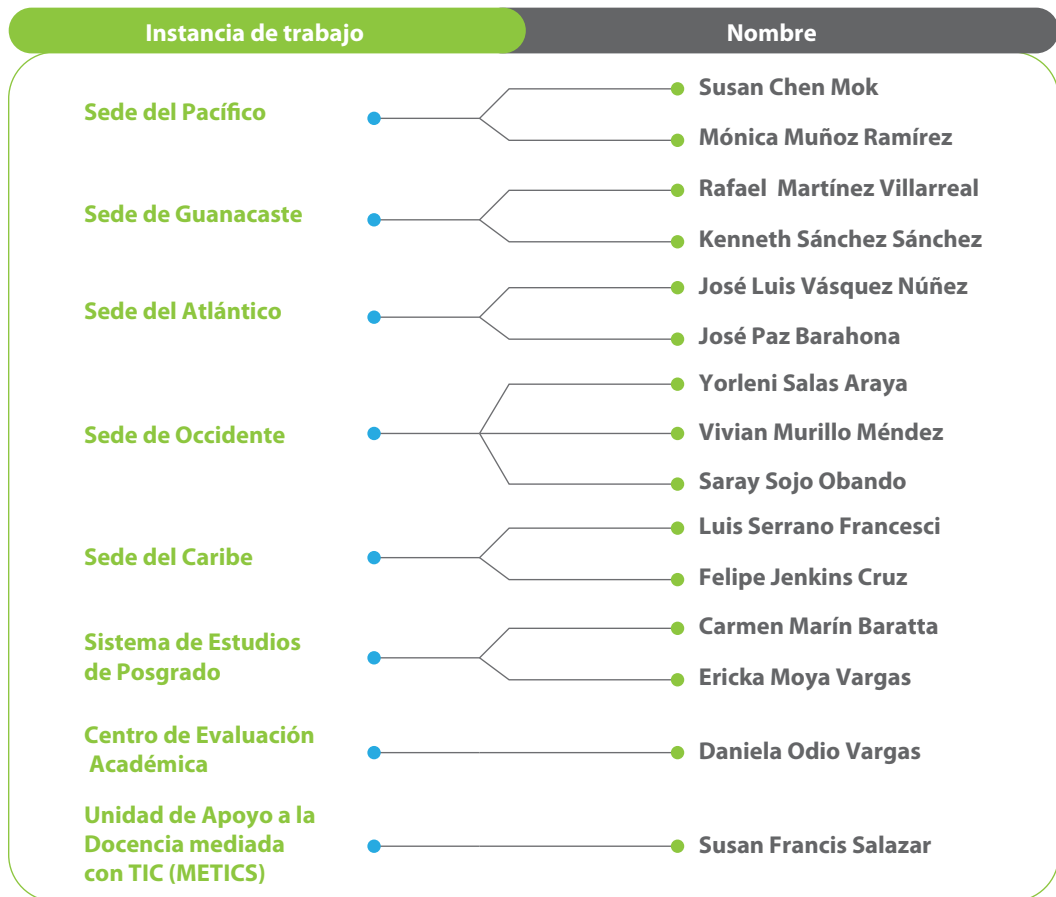 Instancia de trabajo
Nombre
Sede del Pacífico
Susan Chen Mok
Mónica Muñoz Ramírez
Sede de Guanacaste
Rafael Martínez Villarreal
Kenneth Sánchez Sánchez
Sede del Atlántico
José Luis Vásquez Núñez
José Paz Barahona
Sede de Occidente
Yorleni Salas Araya
Vivian Murillo Méndez
Saray Sojo Obando
Sede del Caribe
Luis Serrano Francesci
Felipe Jenkins Cruz
Sistema de Estudios
de Posgrado
Carmen Marín Baratta
Ericka Moya Vargas
Centro de Evaluación
Académica
Daniela Odio Vargas
Unidad de Apoyo a la
Docencia mediada
con TIC (METICS)
Susan Francis Salazar